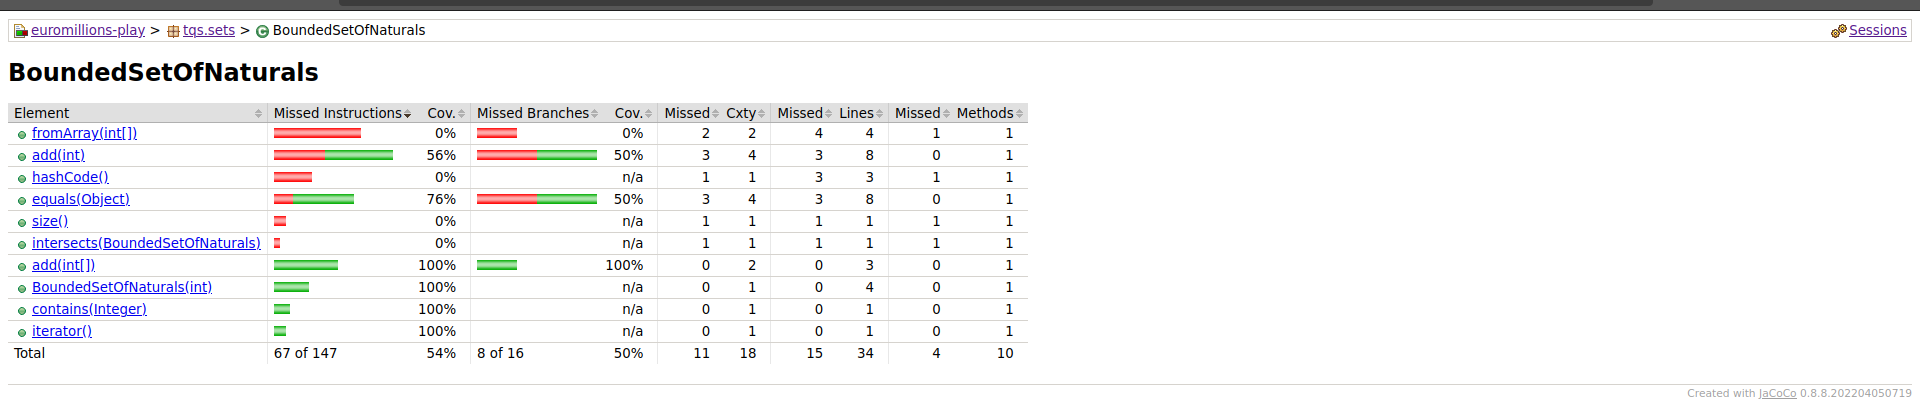 euromillions-play > tqs.sets > BoundedSetOfNaturals Sessions
BoundedSetOfNaturals
Element Missed Instructions Cov. Missed Branches Cov. Missed Cxty Missed Lines Missed Methods
fromArray(int[]) 0% 0% 2 2 4 4 1 1
add(int) 56% 50% 3 4 3 8 0 1
hashCode() 0% n/a 1 1 3 3 1 1
equals(Object) 76% 50% 3 4 3 8 0 1
size() 0% n/a 1 1 1 1 1 1
intersects(BoundedSetOfNaturals) 0% n/a 1 1 1 1 1 1
add(int[]) 100% 100% 0 2 0 3 0 1
BoundedSetOfNaturals(int) 100% n/a 0 1 0 4 0 1
contains(Integer) 100% n/a 0 1 0 1 0 1
iterator() 100% n/a 0 1 0 1 0 1
Total 67 of 147 54% 8 of 16 50% 11 18 15 34 4 10
Created with JaCoCo 0.8.8.202204050719